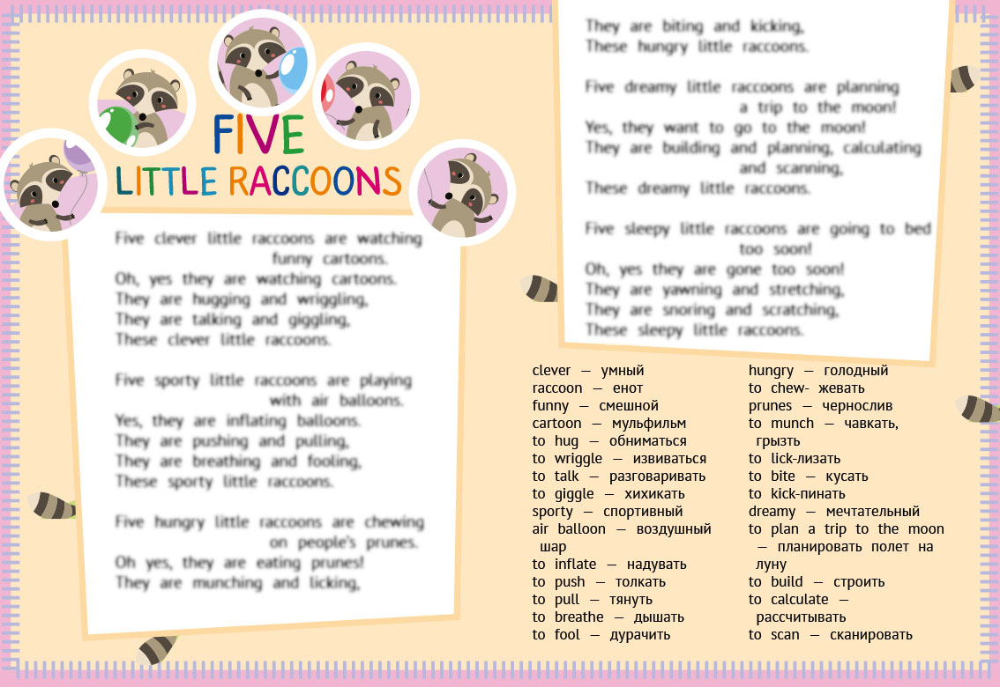 FIVE
LITTLE RACCOONS
Five clever little raccoons are watching
funny cartoons.
Oh, yes they are watching cartoons.
They are hugging and wriggling,
They are talking and giggling,
These clever little raccoons.
Five sporty little raccoons are playing
with air balloons.
Yes, they are inflating balloons.
They are pushing and pulling,
They are breathing and fooling,
These sporty little raccoons.
Five hungry little raccoons are chewing
on people's prunes.
Oh yes, they are eating prunes!
They are munching and licking,
They are biting and kicking,
These hungry little raccoons.
Five dreamy little raccoons are planning
a trip to the moon!
Yes, they want to go to the moon!
They are building and planning, calculating
and scanning,
These dreamy little raccoons.
Five sleepy little raccoons are going to bed
too soon!
Oh, yes they are gone too soon!
They are yawning and stretching,
They are snoring and scratching,
These sleepy little raccoons.
clever — умный
raccoon — енот
funny — смешной
cartoon — мульфильм
to hug — обниматься
to wriggle — извиваться
to talk — разговаривать
to giggle — хихикать
sporty — спортивный
air balloon — воздушный
шар
to inflate — надувать
to push — толкать
to pull — тянуть
to breathe — дышать
to fool — дурачить
hungry — голодный
to chew- жевать
prunes — чернослив
to munch — чавкать,
грызть
to lick-лизать
to bite — кусать
to kick-пинать
dreamy — мечтательный
to plan a trip to the moon
— планировать полет на
луну
to build — строить
to calculate —
рассчитывать
to scan — сканировать